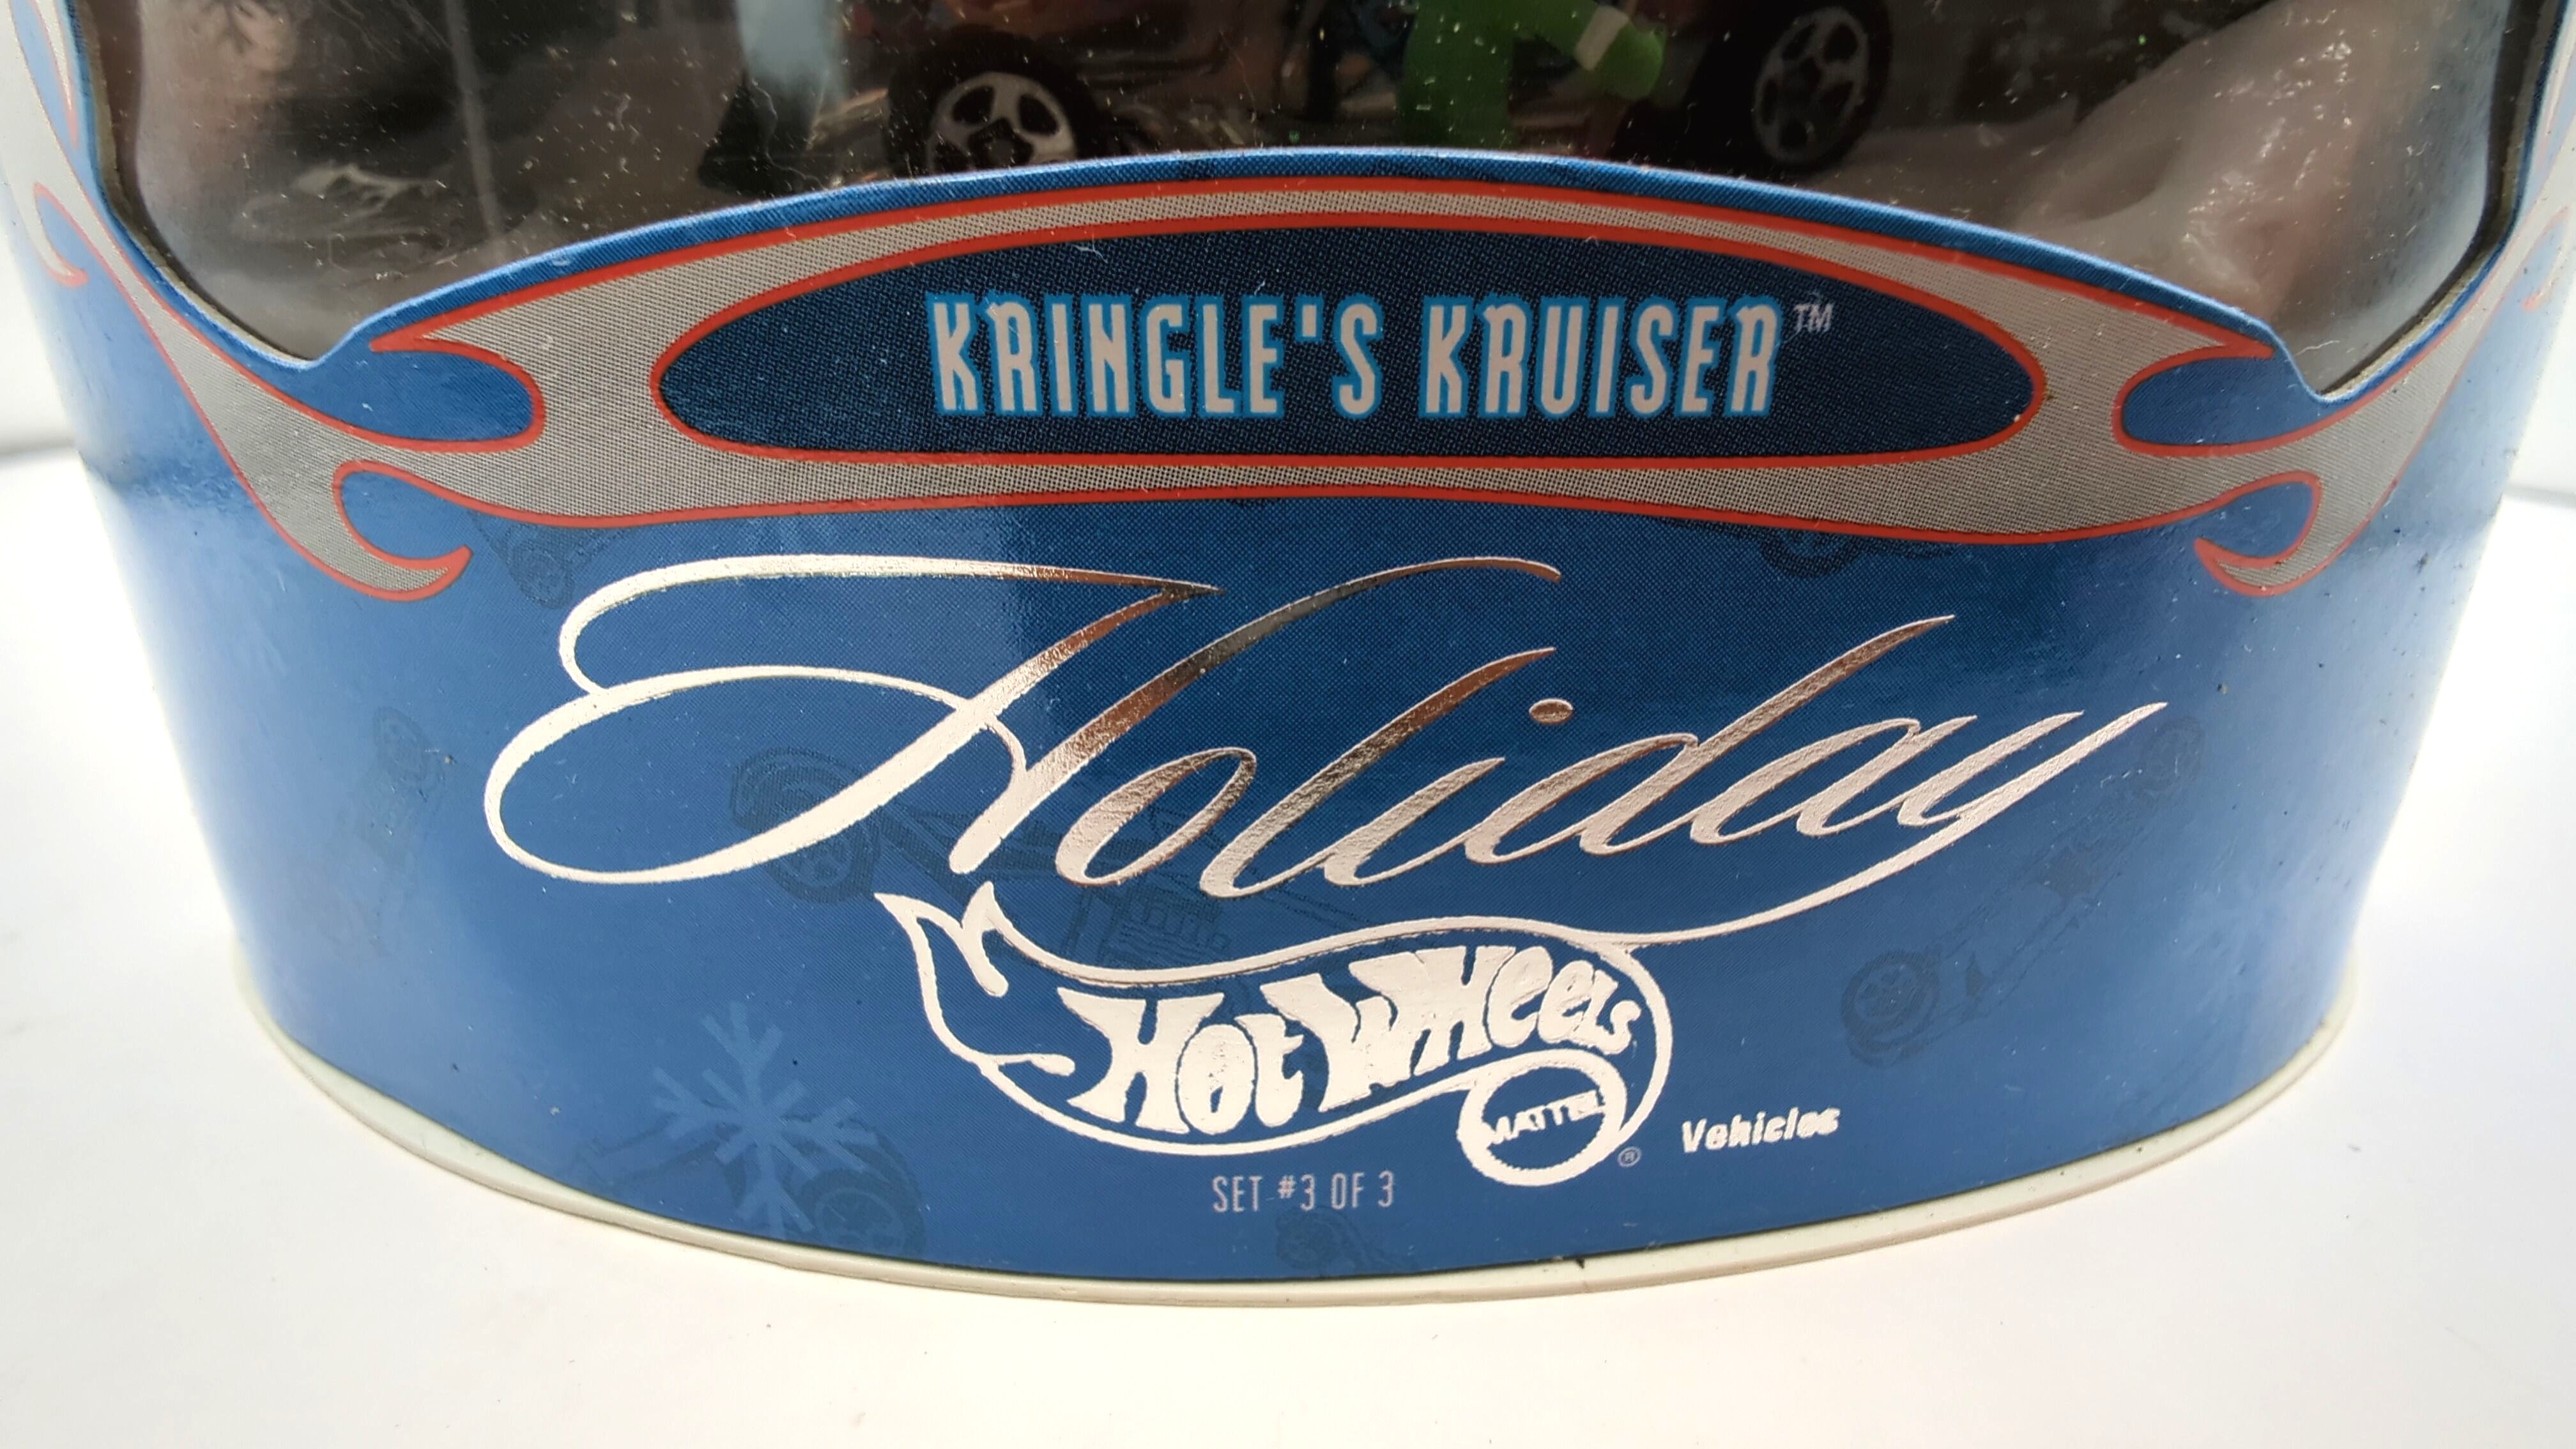 KRINGLE'S KRUISER™
Holiday
Hot Wheels
MATTEL
® Vehicles
SET #3 OF 3